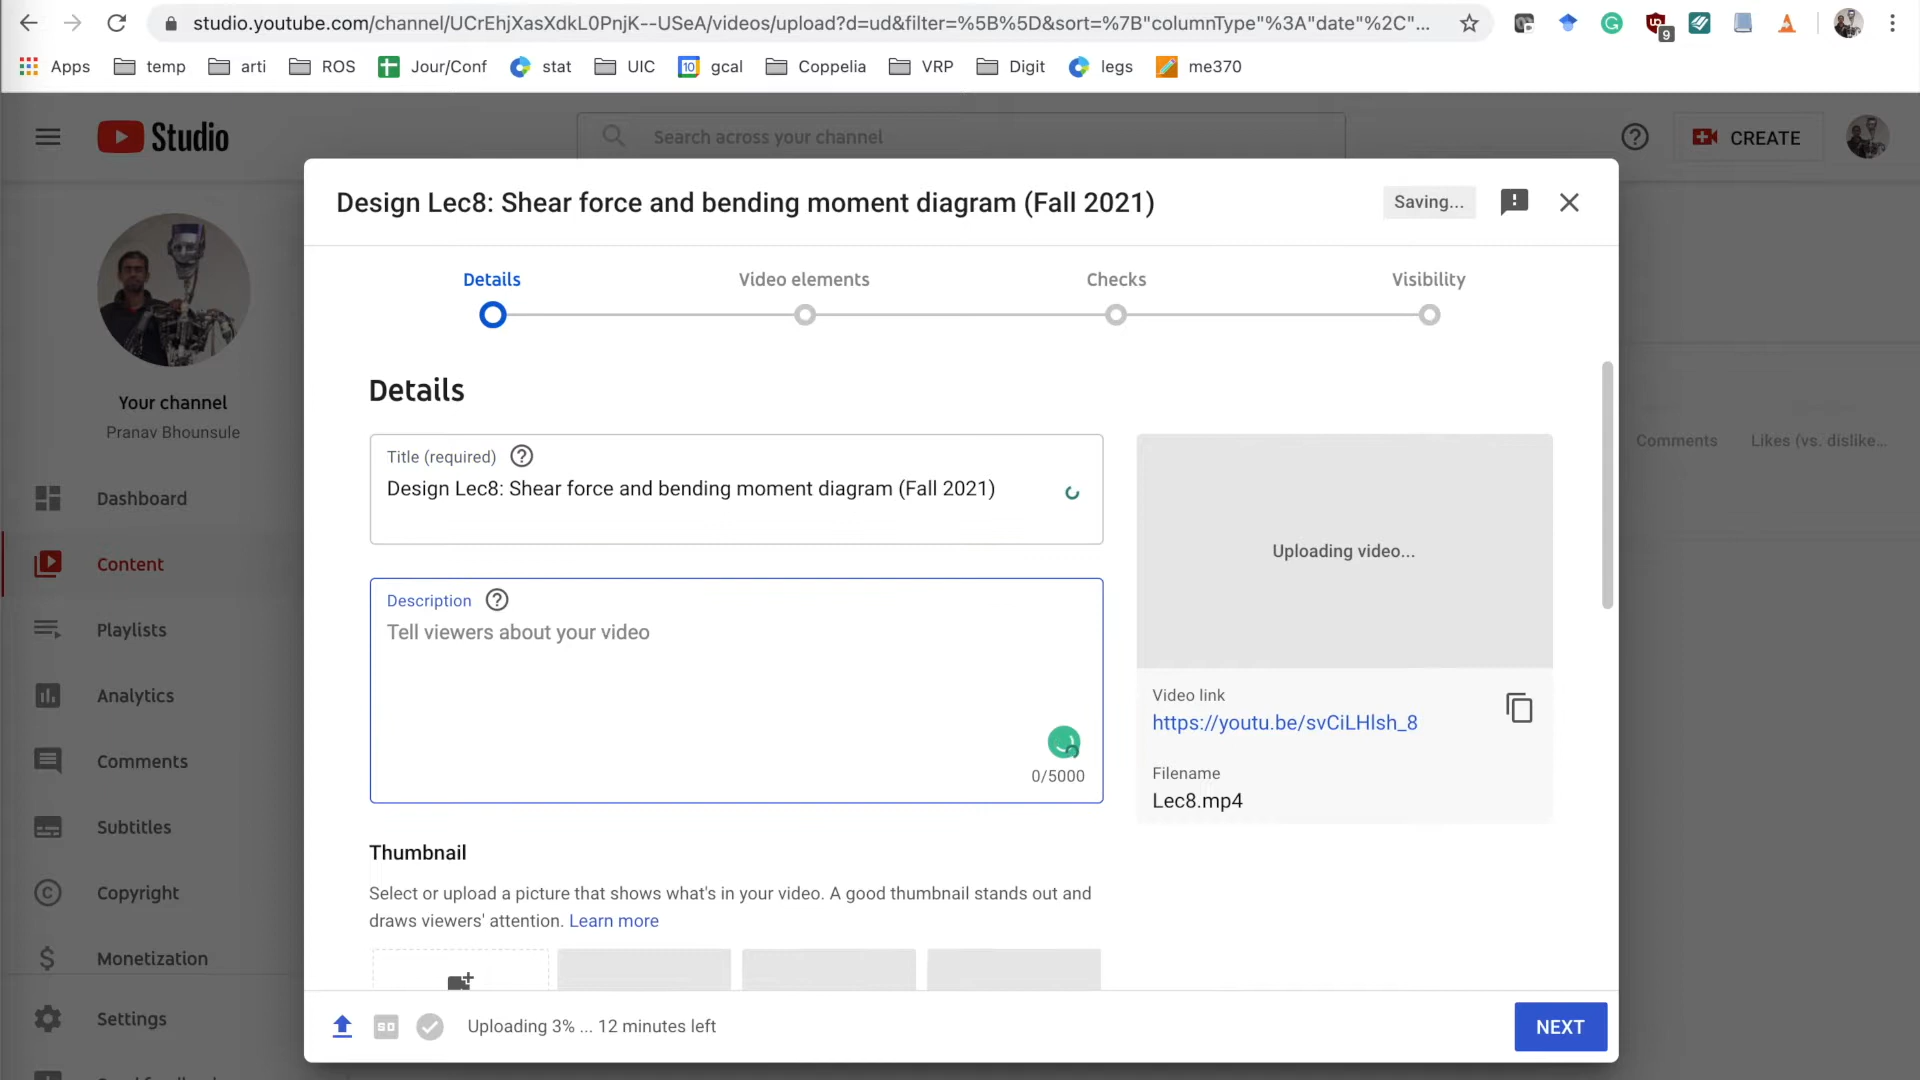 studio.youtube.com/channel/UCrEhjXasXdkL0PnjK--USeA/videos/upload?d=ud&filter=%5B%5D&sort=%7B"columnType"%3A"date"%2C"...
9
Apps temp arti ROS Jour/Conf stat UIC 10 gcal Coppelia VRP Digit legs me370
Studio
Search across your channel
CREATE
Design Lec8: Shear force and bending moment diagram (Fall 2021)
Saving...
Details Video elements Checks Visibility
Your channel
Pranav Bhounsule
Dashboard
Content
Playlists
Analytics
Comments
Subtitles
Copyright
Monetization
Settings
Details
Title (required)
Design Lec8: Shear force and bending moment diagram (Fall 2021)
Description
Tell viewers about your video
0/5000
Thumbnail
Select or upload a picture that shows what's in your video. A good thumbnail stands out and
draws viewers' attention. Learn more
Uploading video...
Video link
https://youtu.be/svCiLHlsh_8
Filename
Lec8.mp4
Comments Likes (vs. dislike...
SD
Uploading 3% ... 12 minutes left
NEXT